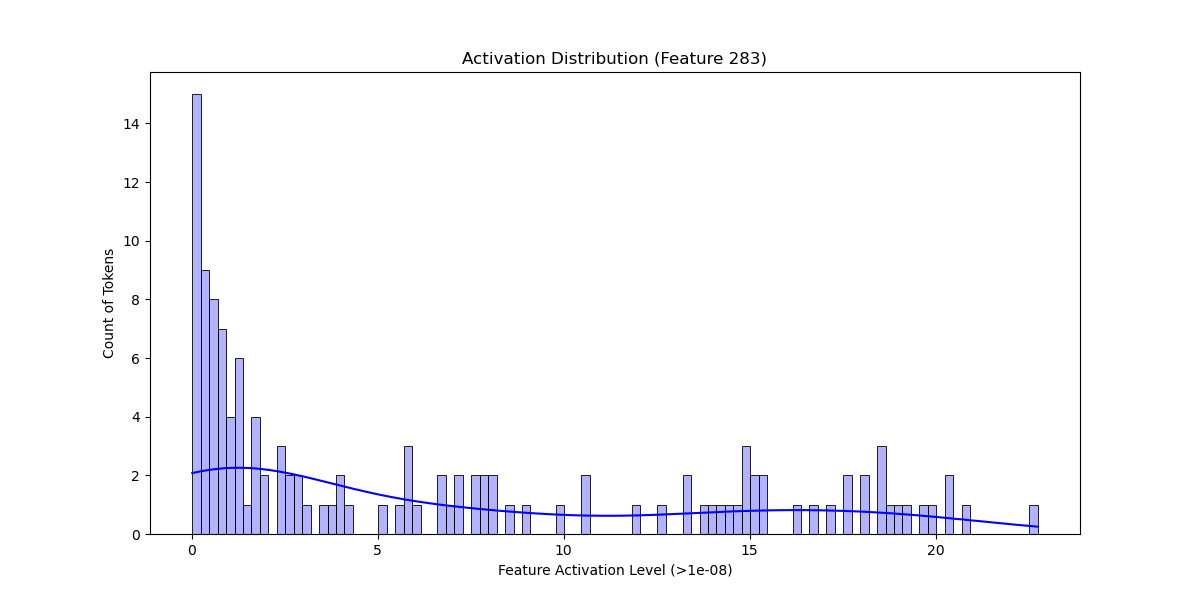 Activation Distribution (Feature 283)
Count of Tokens
14
12
10
8
6
4
2
0
0 5 10 15 20
Feature Activation Level (>1e-08)